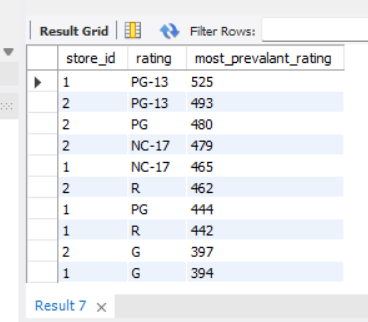 Result Grid Filter Rows:
store_id rating most_prevalant_rating
1 PG-13 525
2 PG-13 493
2 PG 480
2 NC-17 479
1 NC-17 465
2 R 462
1 PG 444
1 R 442
2 G 397
1 G 394
Result 7 ×